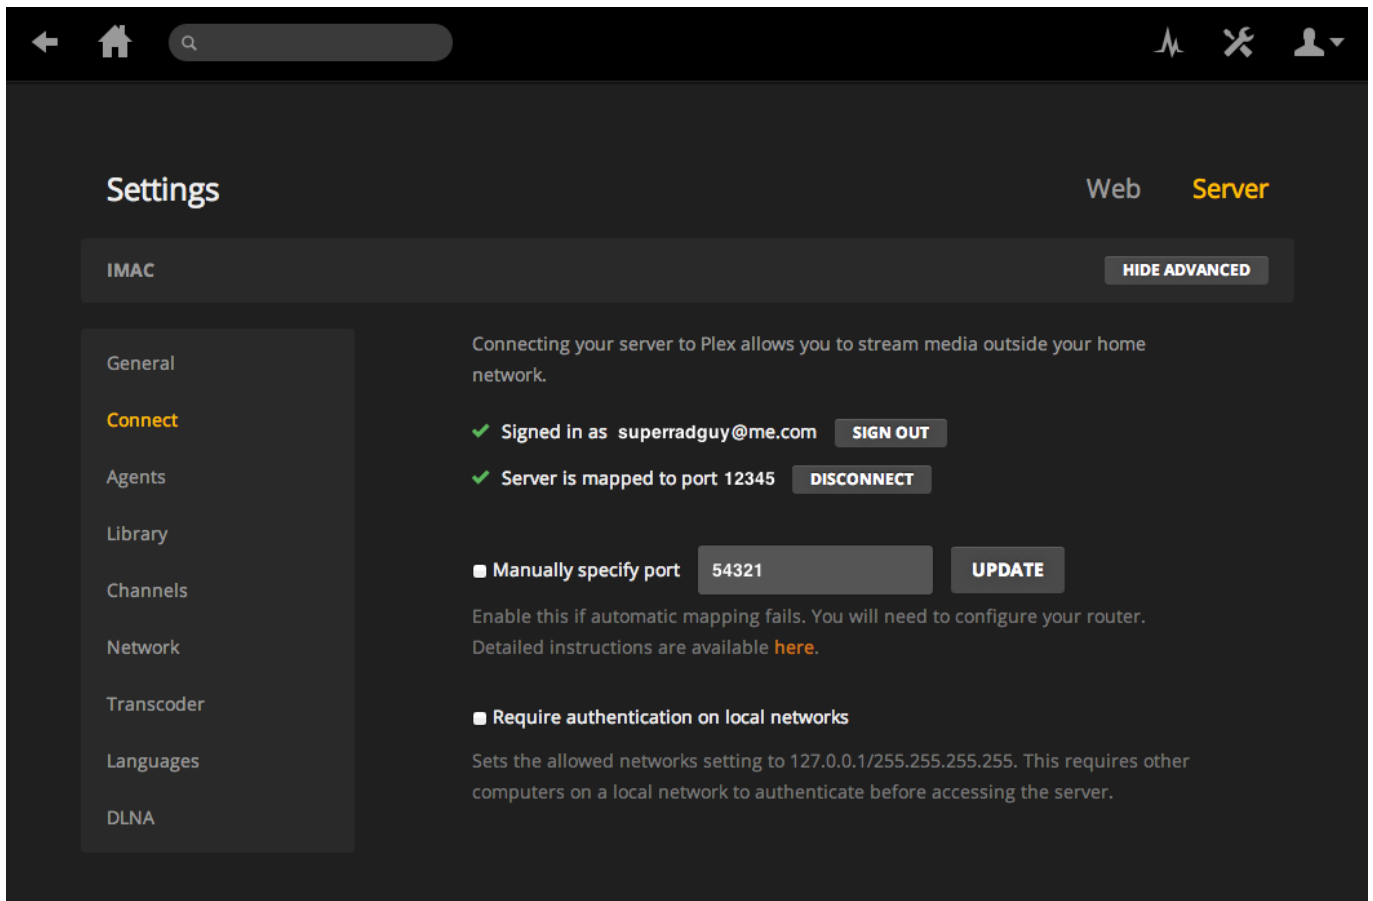 Settings
Web
Server
IMAC
HIDE ADVANCED
General
Connect
Agents
Library
Channels
Network
Transcoder
Languages
DLNA
Connecting your server to Plex allows you to stream media outside your home
network.
Signed in as superradguy@me.com SIGN OUT
Server is mapped to port 12345 DISCONNECT
Manually specify port 54321 UPDATE
Enable this if automatic mapping fails. You will need to configure your router.
Detailed instructions are available here.
Require authentication on local networks
Sets the allowed networks setting to 127.0.0.1/255.255.255.255. This requires other
computers on a local network to authenticate before accessing the server.